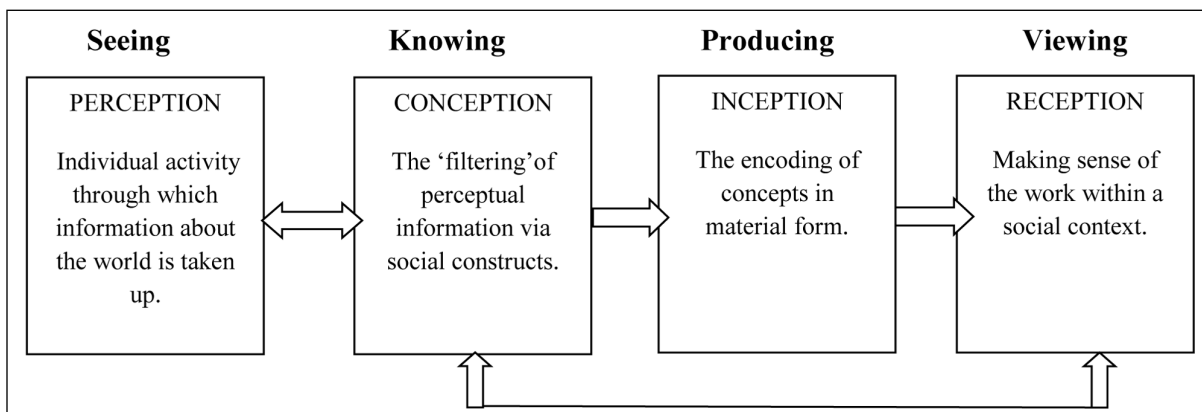 Seeing
PERCEPTION
Individual activity
through which
information about
the world is taken
up.
Knowing
CONCEPTION
The ‘filtering’of
perceptual
information via
social constructs.
Producing
INCEPTION
The encoding of
concepts in
material form.
Viewing
RECEPTION
Making sense of
the work within a
social context.